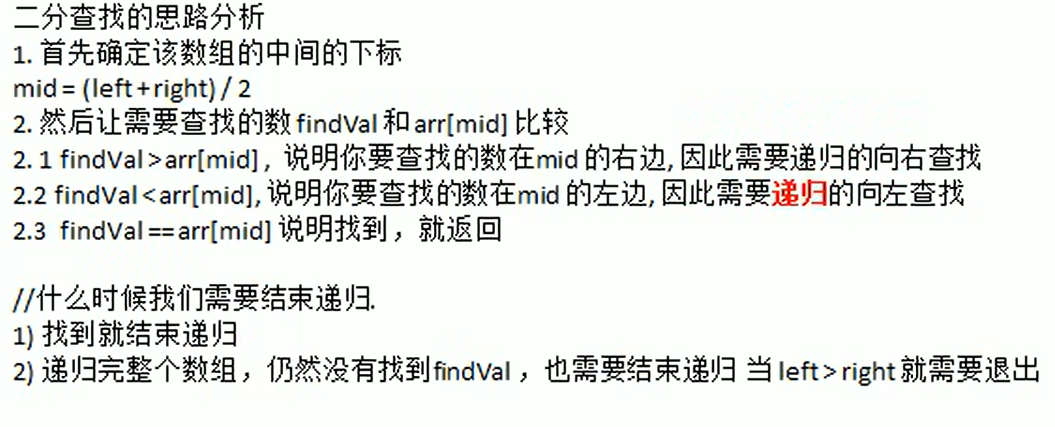 二分查找的思路分析
1. 首先确定该数组的中间的下标
mid = (left + right) / 2
2. 然后让需要查找的数 findVal 和 arr[mid] 比较
2. 1 findVal > arr[mid] ,  说明你要查找的数在mid 的右边, 因此需要递归的向右查找
2.2 findVal < arr[mid], 说明你要查找的数在mid 的左边, 因此需要递归的向左查找
2.3  findVal == arr[mid] 说明找到，就返回
//什么时候我们需要结束递归.
1) 找到就结束递归
2) 递归完整个数组，仍然没有找到findVal ，也需要结束递归 当 left > right 就需要退出